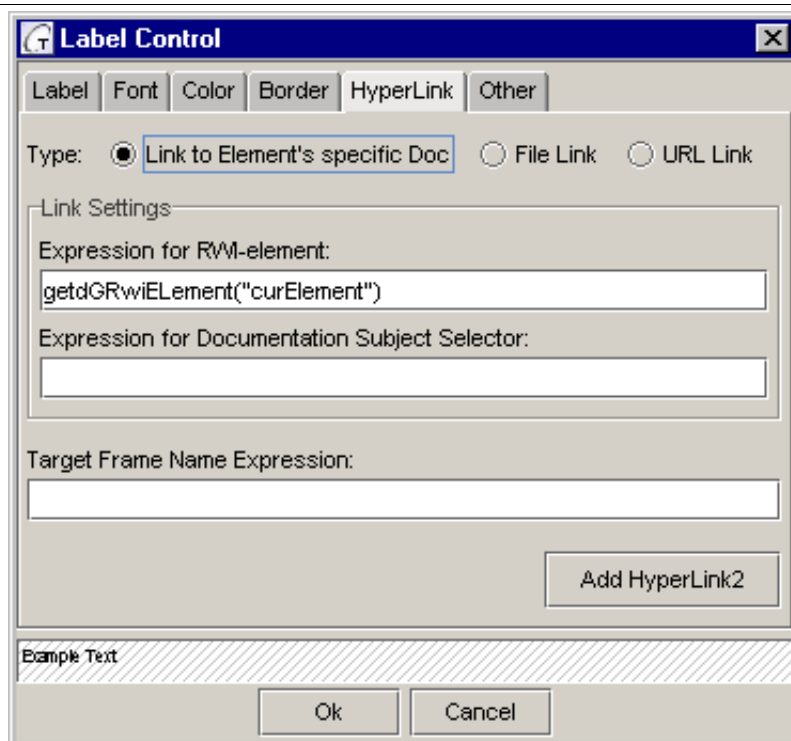 Label Control
Label Font Color Border HyperLink Other
Type: Link to Element's specific Doc File Link URL Link
Link Settings
Expression for RWI-element:
getdGRwiELement("curElement")
Expression for Documentation Subject Selector:
Target Frame Name Expression:
Add HyperLink2
Example Text
Ok Cancel